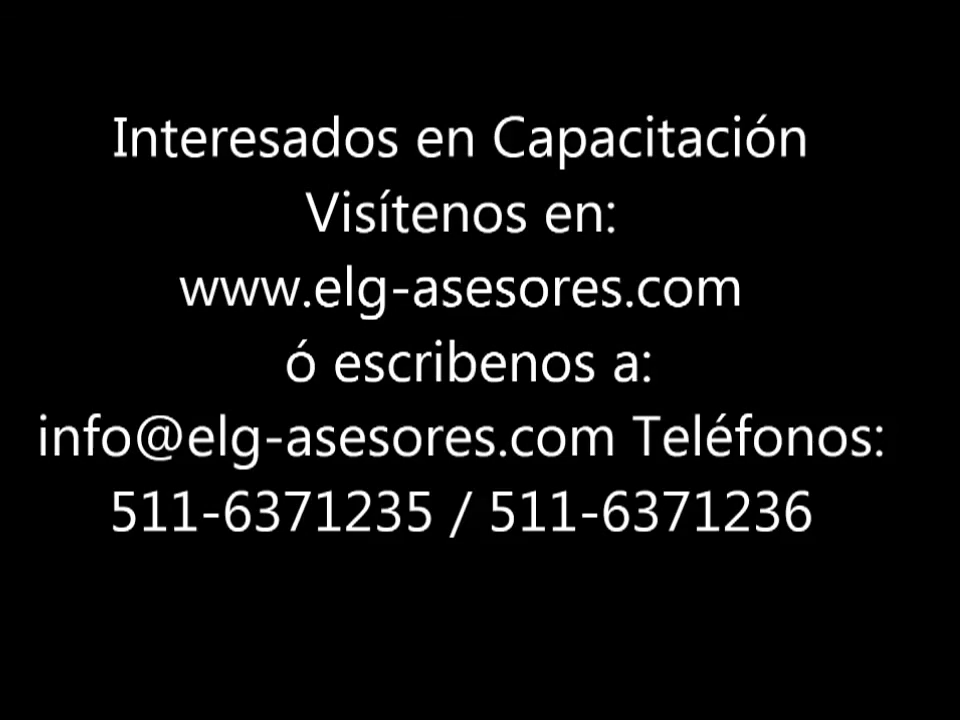 Interesados en Capacitación
Visítenos en:
www.elg-asesores.com
ó escribenos a:
info@elg-asesores.com Teléfonos:
511-6371235 / 511-6371236